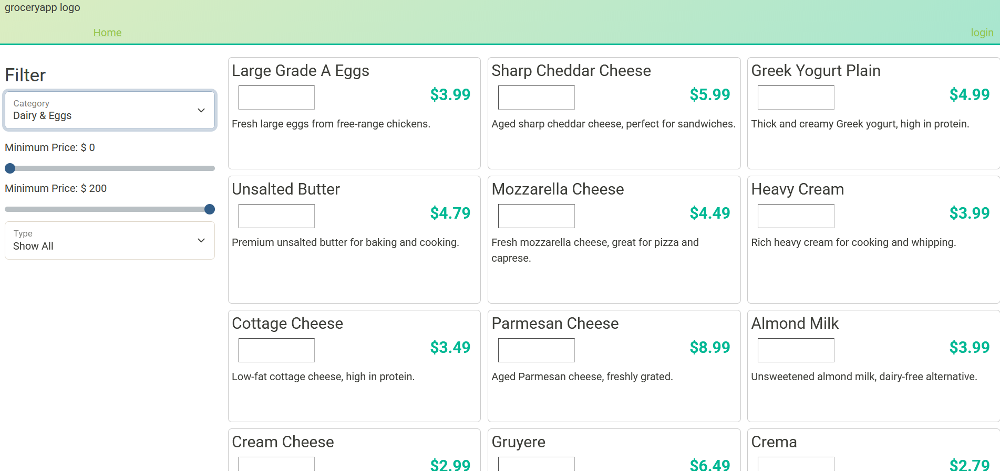 groceryapp logo
Home
login
Filter
Category
Dairy & Eggs
Minimum Price: $ 0
Minimum Price: $ 200
Type
Show All
Large Grade A Eggs
$3.99
Fresh large eggs from free-range chickens.
Sharp Cheddar Cheese
$5.99
Aged sharp cheddar cheese, perfect for sandwiches.
Greek Yogurt Plain
$4.99
Thick and creamy Greek yogurt, high in protein.
Unsalted Butter
$4.79
Premium unsalted butter for baking and cooking.
Mozzarella Cheese
$4.49
Fresh mozzarella cheese, great for pizza and
caprese.
Heavy Cream
$3.99
Rich heavy cream for cooking and whipping.
Cottage Cheese
$3.49
Low-fat cottage cheese, high in protein.
Parmesan Cheese
$8.99
Aged Parmesan cheese, freshly grated.
Almond Milk
$3.99
Unsweetened almond milk, dairy-free alternative.
Cream Cheese
$2.99
Gruyere
$6.49
Crema
$2.79